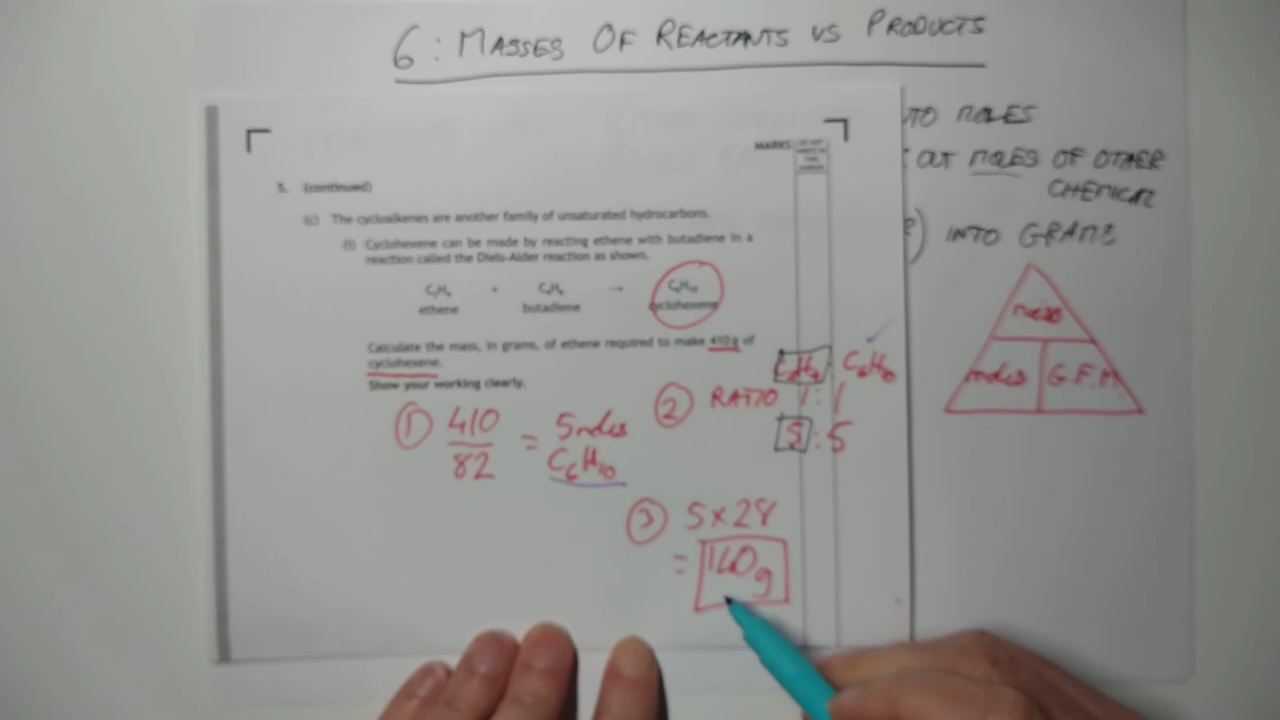 6: MASSES OF REACTANTS VS PRODUCTS
TO MOLES
OUT MOLES OF OTHER
CHEMICAL
INTO GRAMS
MARKS
5. (continued)
(c) The cycloalkenes are another family of unsaturated hydrocarbons.
(i) Cyclohexene can be made by reacting ethene with butadiene in a
reaction called the Diels-Alder reaction as shown.
C₂H₄ + C₄H₆ → C₆H₁₀
ethene butadiene cyclohexene
Calculate the mass, in grams, of ethene required to make 410 g of
cyclohexene.
Show your working clearly.
① 410
82
= 5 moles
C₆H₁₀
② RATIO
C₂H₄ : C₆H₁₀
1 : 1
5 : 5
③ 5 × 28
= 140g
mass
moles G.F.M